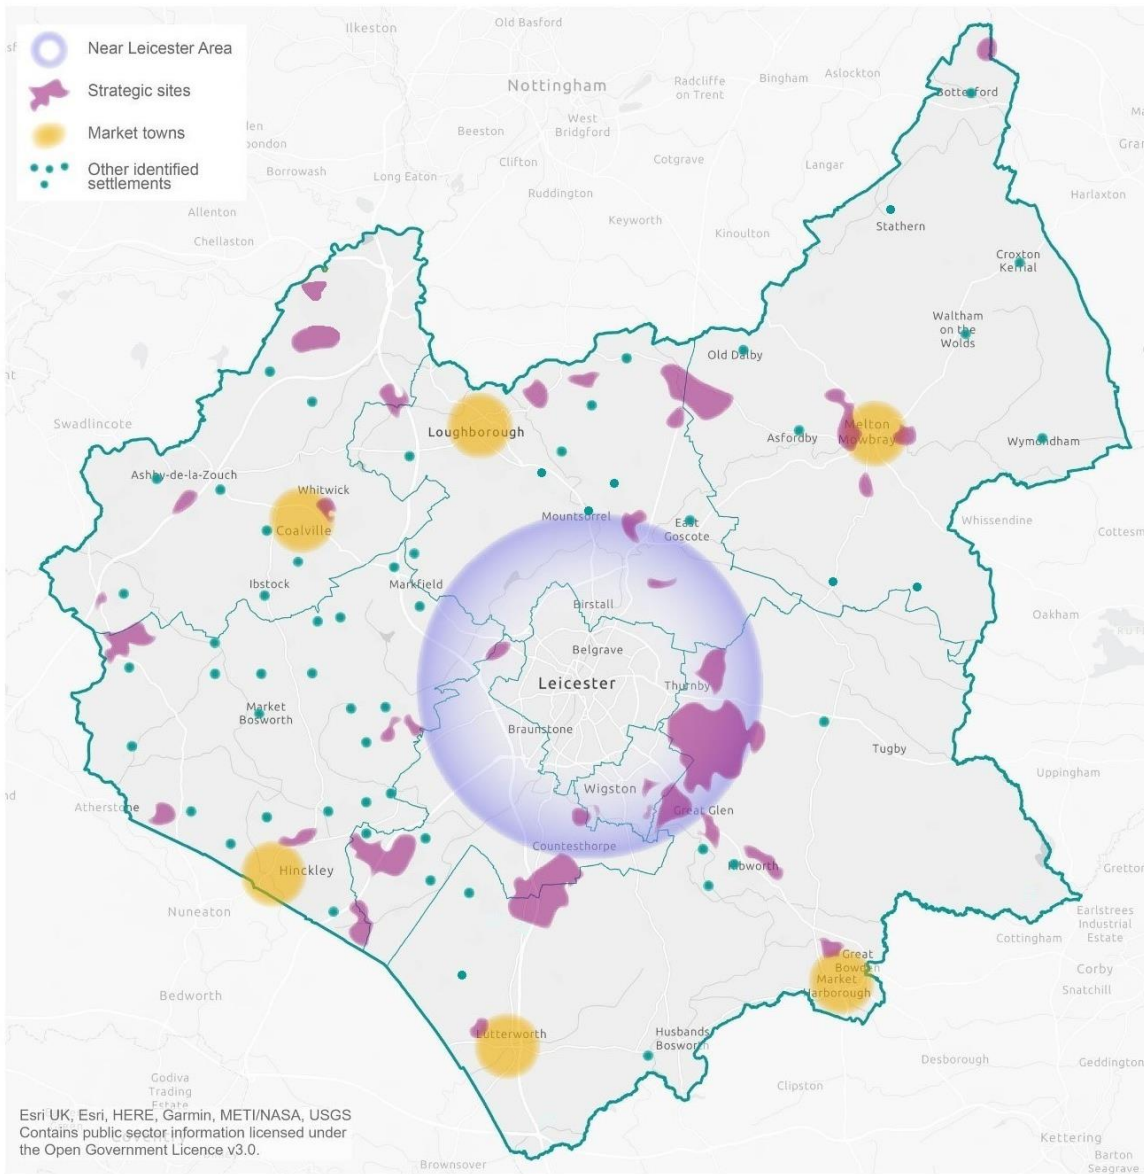 Near Leicester Area
Strategic sites
Market towns
Other identified
settlements
Ilkeston
Old Basford
Nottingham
Radcliffe
on Trent
Bingham
Aslockton
Beeston
West
Bridgford
Borrowash
Long Eaton
Clifton
Cotgrave
Langar
Ruddington
Allenton
Keyworth
Chellaston
Kinoulton
Harlaxton
Bottesford
Stathern
Croxton
Kerrial
Waltham
on the
Wolds
Old Dalby
Swadlincote
Loughborough
Asfordby
Melton
Mowbray
Wymondham
Ashby-de-la-Zouch
Whitwick
Coalville
Mountsorrel
East
Goscote
Whissendine
Cottesm
Ibstock
Markfield
Birstall
Oakham
Belgrave
Leicester
Thurnby
Market
Bosworth
Braunstone
Tugby
Uppingham
Atherstone
Wigston
Great Glen
Countesthorpe
Kibworth
Hinckley
Gretton
Nuneaton
Earlstrees
Industrial
Estate
Cottingham
Great
Bowden
Market
Harborough
Corby
Snatchill
Bedworth
Lutterworth
Husbands
Bosworth
Desborough
Geddington
Clipston
Godiva
Trading
Estate
Esri UK, Esri, HERE, Garmin, METI/NASA, USGS
Contains public sector information licensed under
the Open Government Licence v3.0.
Coventry
Brownsover
Kettering
Barton
Seagrave